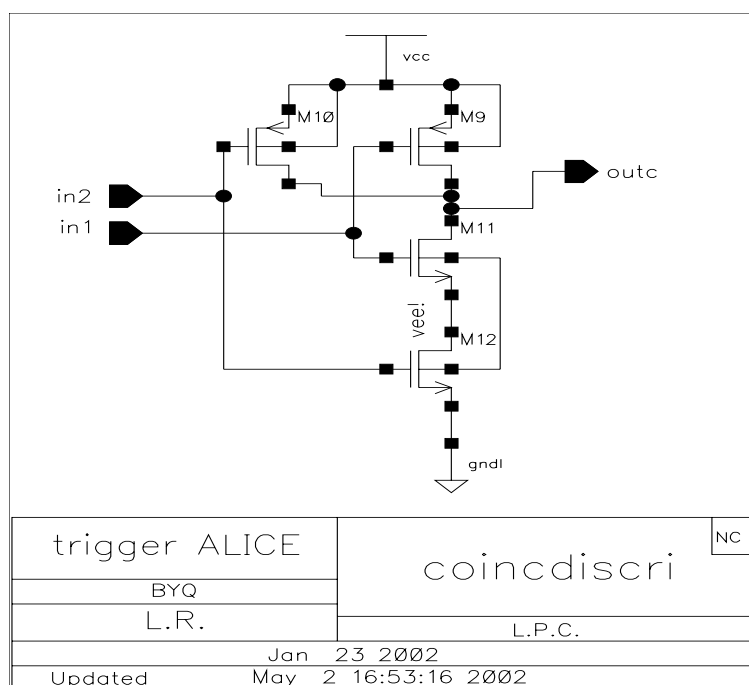 vcc
M10
M9
outc
in2
in1
M11
vee!
M12
gndl
trigger ALICE
NC
coincdiscri
BYQ
L.R.
L.P.C.
Jan 23 2002
Updated May 2 16:53:16 2002